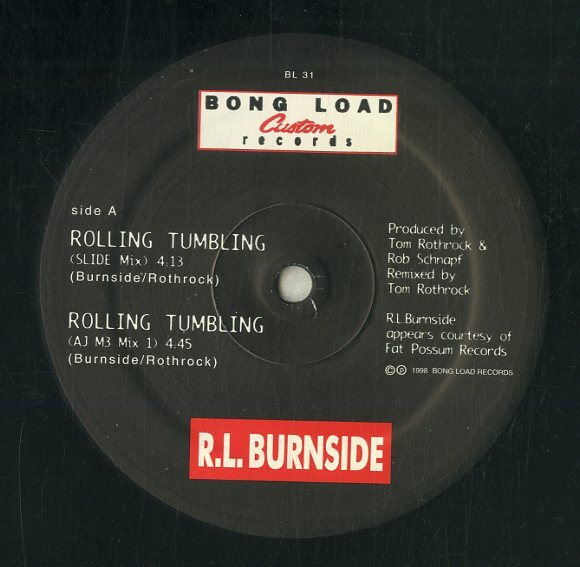 BL 31
BONG LOAD
Custom
records
side A
ROLLING TUMBLING
(SLIDE Mix) 4.13
(Burnside/Rothrock)
ROLLING TUMBLING
(AJ M3 Mix 1) 4.45
(Burnside/Rothrock)
Produced by
Tom Rothrock &
Rob Schnapf
Remixed by
Tom Rothrock
R.L.Burnside
appears courtesy of
Fat Possum Records
©℗ 1998 BONG LOAD RECORDS
R.L. BURNSIDE